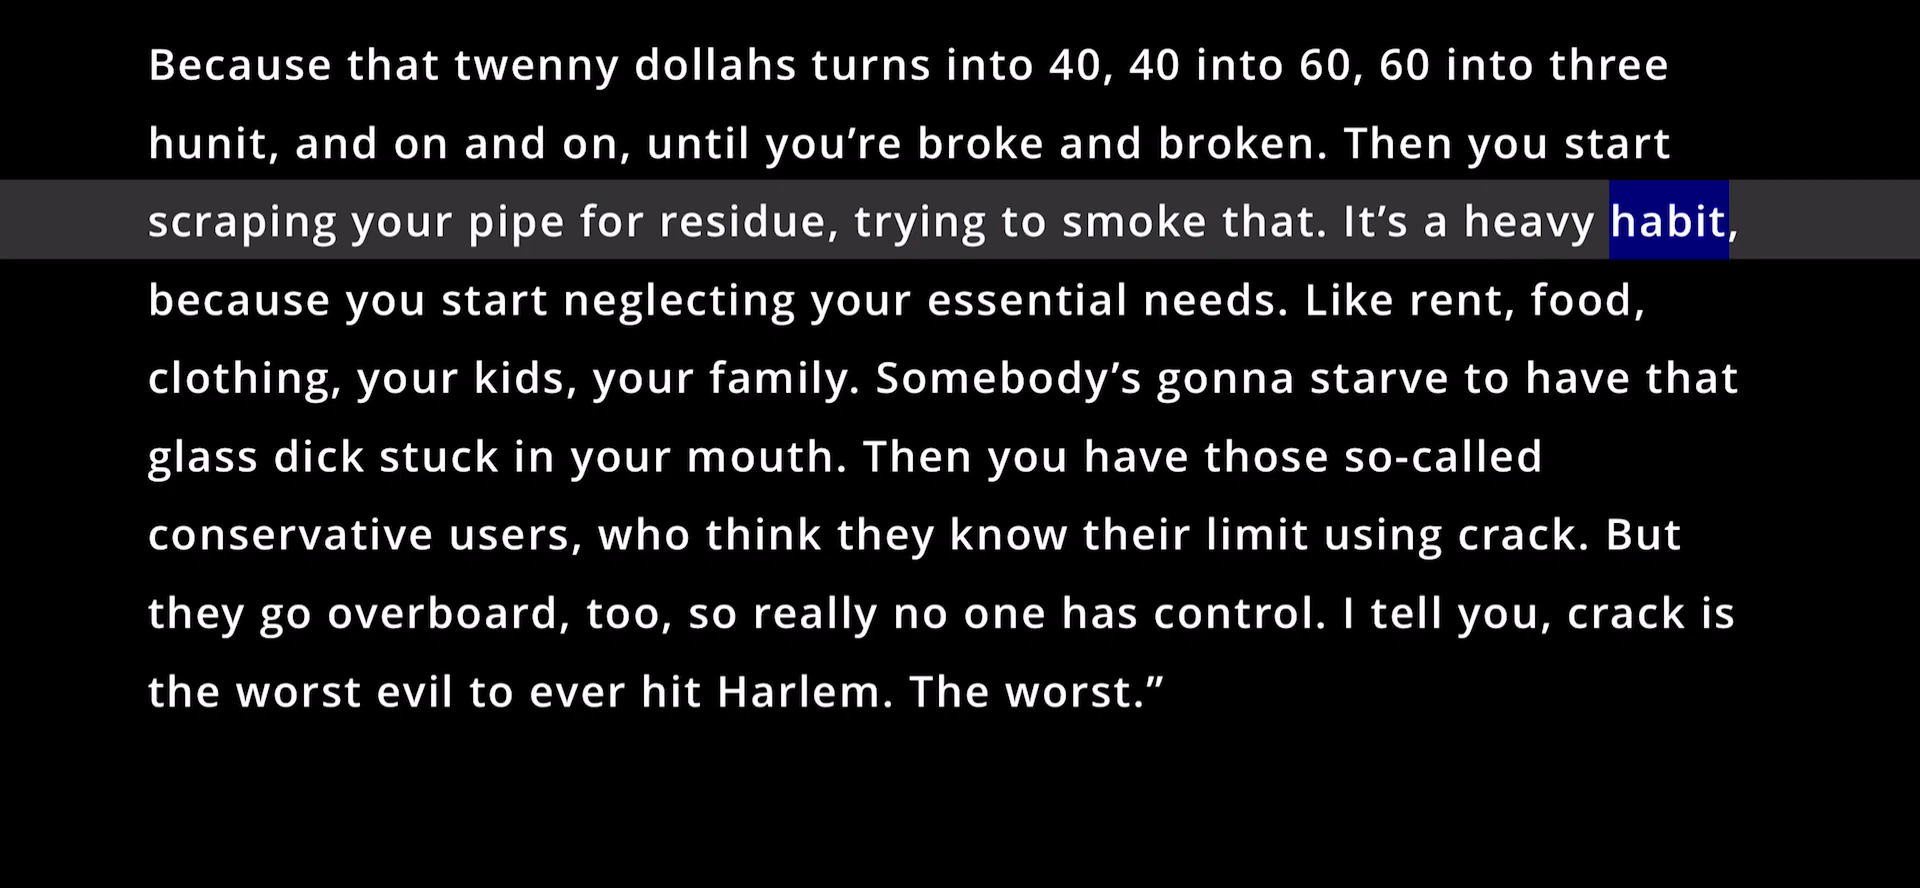 Because that twenny dollahs turns into 40, 40 into 60, 60 into three
hunit, and on and on, until you’re broke and broken. Then you start
scraping your pipe for residue, trying to smoke that. It’s a heavy habit,
because you start neglecting your essential needs. Like rent, food,
clothing, your kids, your family. Somebody’s gonna starve to have that
glass dick stuck in your mouth. Then you have those so-called
conservative users, who think they know their limit using crack. But
they go overboard, too, so really no one has control. I tell you, crack is
the worst evil to ever hit Harlem. The worst.”